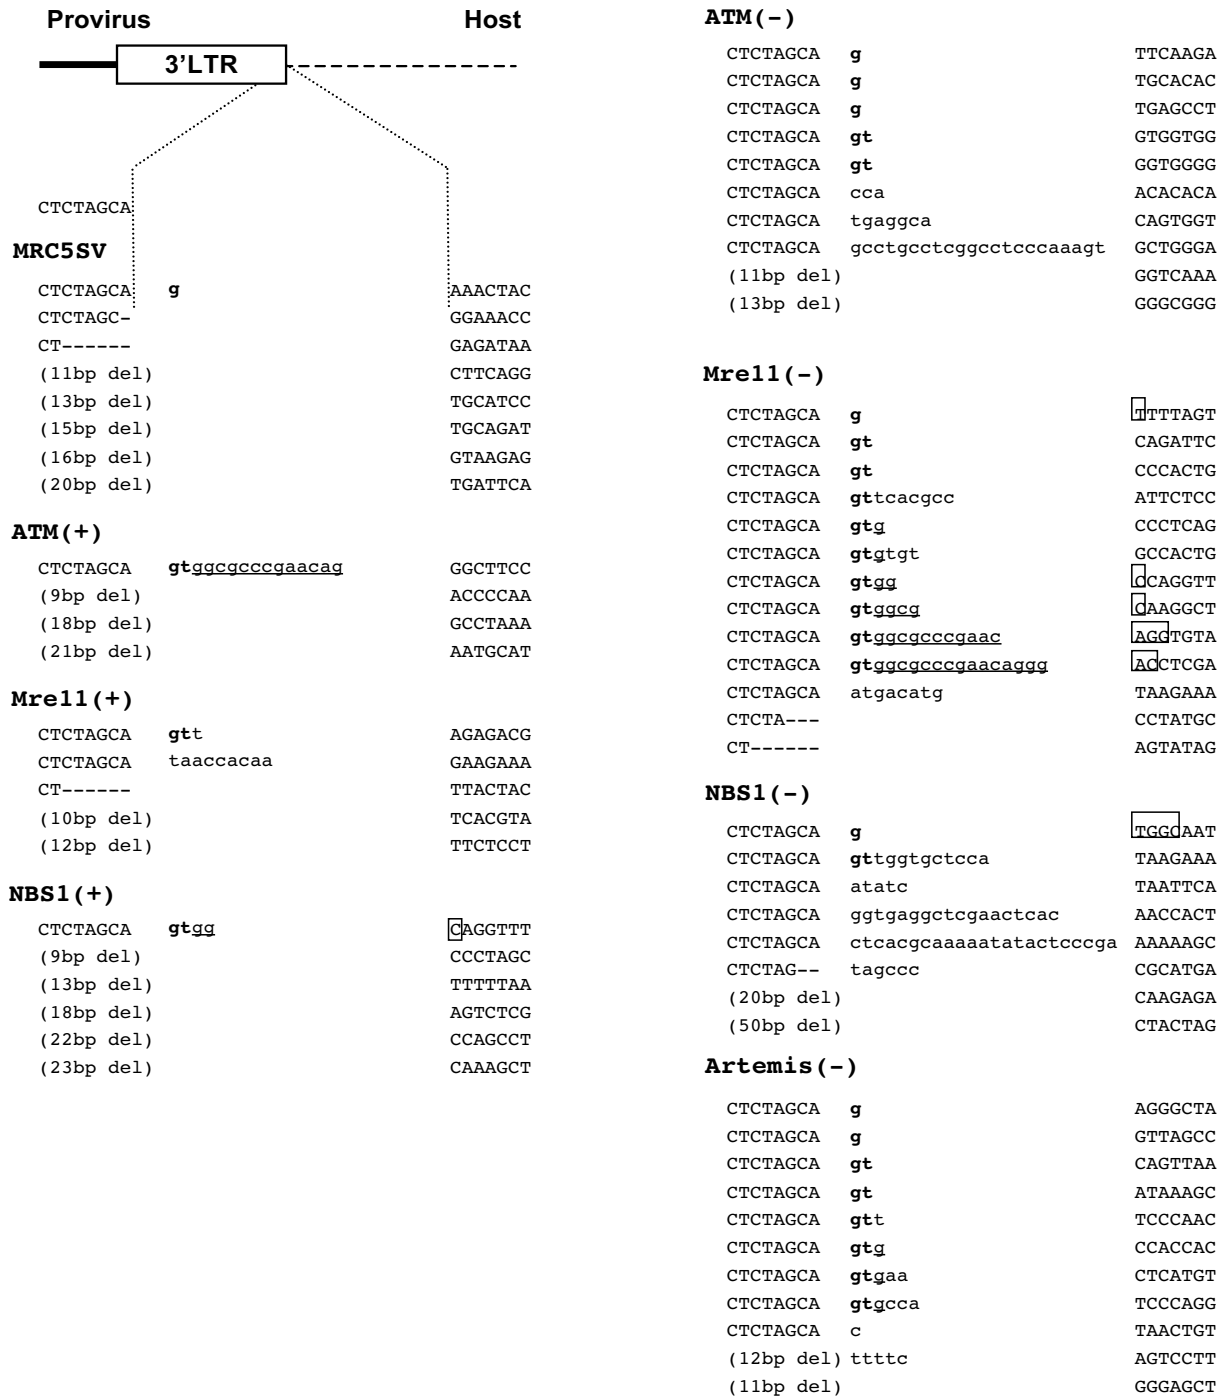 Provirus Host
3'LTR
CTCTAGCA
MRC5SV
CTCTAGCA g AAACTAC
CTCTAGC- GGAAACC
CT------ GAGATAA
(11bp del) CTTCAGG
(13bp del) TGCATCC
(15bp del) TGCAGAT
(16bp del) GTAAGAG
(20bp del) TGATTCA
ATM(+)
CTCTAGCA gtggcgcccgaacag GGCTTCC
(9bp del) ACCCCAA
(18bp del) GCCTAAA
(21bp del) AATGCAT
Mre11(+)
CTCTAGCA gtt AGAGACG
CTCTAGCA taaccacaa GAAGAAA
CT------ TTACTAC
(10bp del) TCACGTA
(12bp del) TTCTCCT
NBS1(+)
CTCTAGCA gtgg CAGGTTT
(9bp del) CCCTAGC
(13bp del) TTTTTAA
(18bp del) AGTCTCG
(22bp del) CCAGCCT
(23bp del) CAAAGCT
ATM(-)
CTCTAGCA g TTCAAGA
CTCTAGCA g TGCACAC
CTCTAGCA g TGAGCCT
CTCTAGCA gt GTGGTGG
CTCTAGCA gt GGTGGGG
CTCTAGCA cca ACACACA
CTCTAGCA tgaggca CAGTGGT
CTCTAGCA gcctgcctcggcctcccaaagt GCTGGGA
(11bp del) GGTCAAA
(13bp del) GGGCGGG
Mre11(-)
CTCTAGCA g TTTTAGT
CTCTAGCA gt CAGATTC
CTCTAGCA gt CCCACTG
CTCTAGCA gttcacgcc ATTCTCC
CTCTAGCA gtg CCCTCAG
CTCTAGCA gtgtgt GCCACTG
CTCTAGCA gtgg CCAGGTT
CTCTAGCA gtggcg CAAGGCT
CTCTAGCA gtggcgcccgaac AGGTGTA
CTCTAGCA gtggcgcccgaacaggg ACCTCGA
CTCTAGCA atgacatg TAAGAAA
CTCTA--- CCTATGC
CT------ AGTATAG
NBS1(-)
CTCTAGCA g TGGCAAT
CTCTAGCA gttggtgctcca TAAGAAA
CTCTAGCA atatc TAATTCA
CTCTAGCA ggtgaggctcgaactcac AACCACT
CTCTAGCA ctcacgcaaaaatatactcccga AAAAAGC
CTCTAG-- tagccc CGCATGA
(20bp del) CAAGAGA
(50bp del) CTACTAG
Artemis(-)
CTCTAGCA g AGGGCTA
CTCTAGCA g GTTAGCC
CTCTAGCA gt CAGTTAA
CTCTAGCA gt ATAAAGC
CTCTAGCA gtt TCCCAAC
CTCTAGCA gtg CCACCAC
CTCTAGCA gtgaa CTCATGT
CTCTAGCA gtgcca TCCCAGG
CTCTAGCA c TAACTGT
(12bp del) ttttc AGTCCTT
(11bp del) GGGAGCT